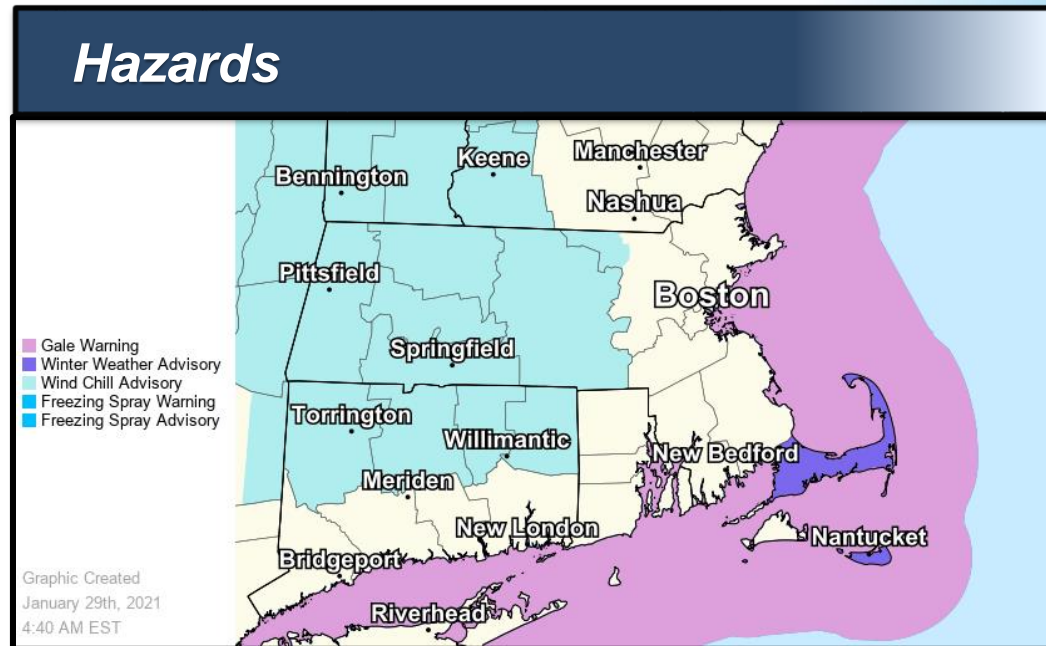 Hazards
Keene
Manchester
Bennington
Nashua
Pittsfield
Boston
Springfield
Gale Warning
Winter Weather Advisory
Wind Chill Advisory
Freezing Spray Warning
Freezing Spray Advisory
Torrington
Willimantic
New Bedford
Meriden
New London
Nantucket
Bridgeport
Riverhead
Graphic Created
January 29th, 2021
4:40 AM EST